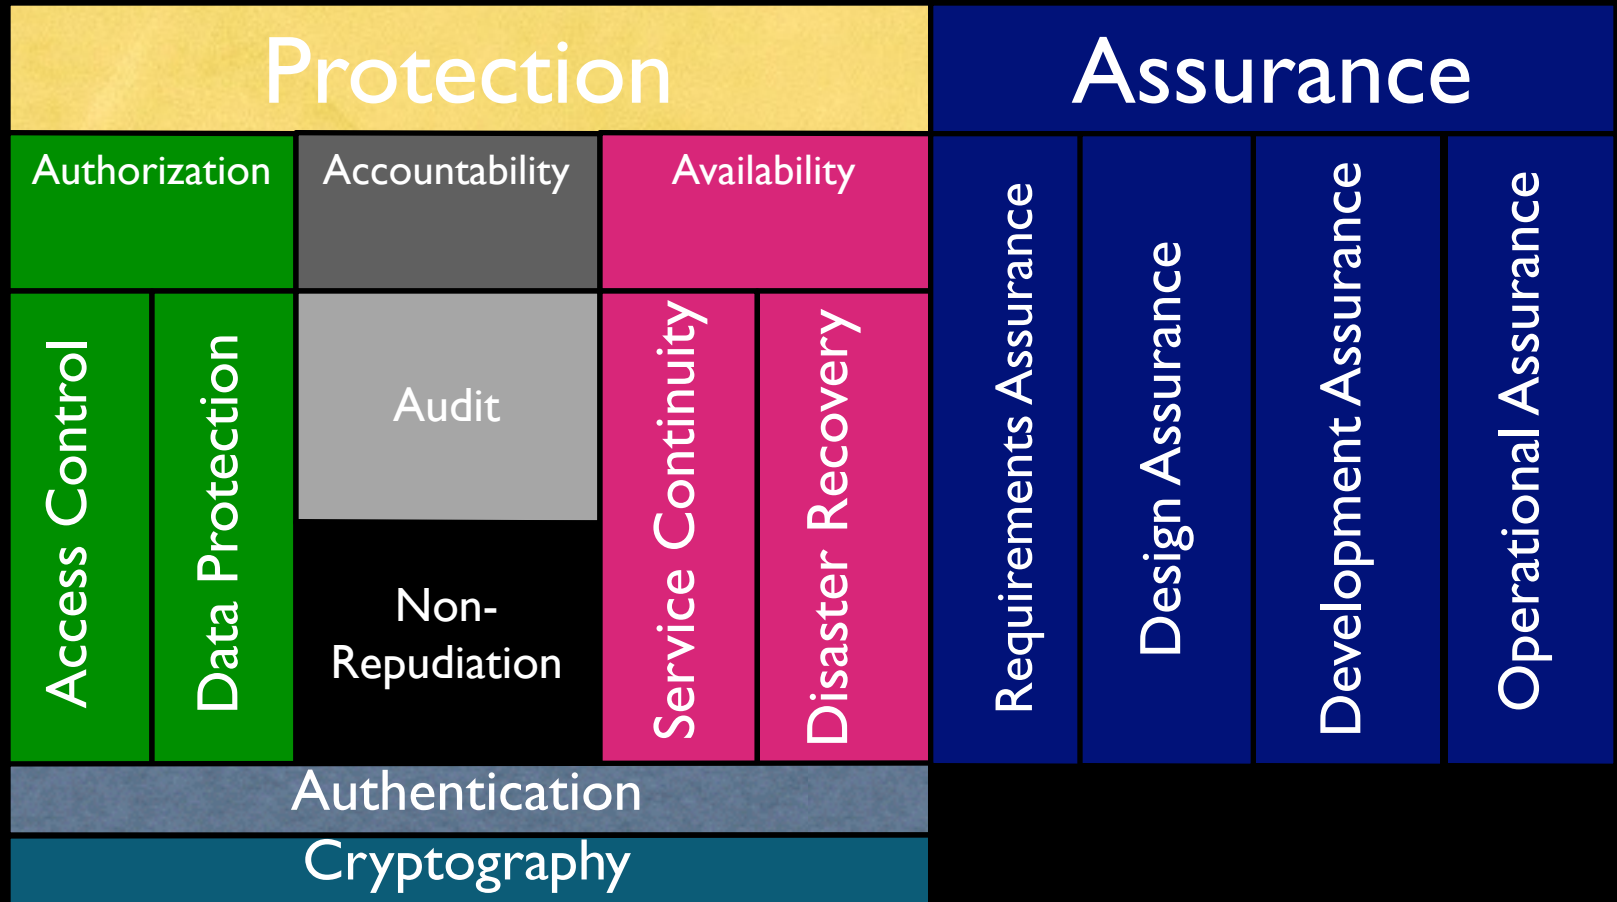 Protection
Assurance
Authorization
Accountability
Availability
Access Control
Data Protection
Audit
Non-
Repudiation
Service Continuity
Disaster Recovery
Requirements Assurance
Design Assurance
Development Assurance
Operational Assurance
Authentication
Cryptography